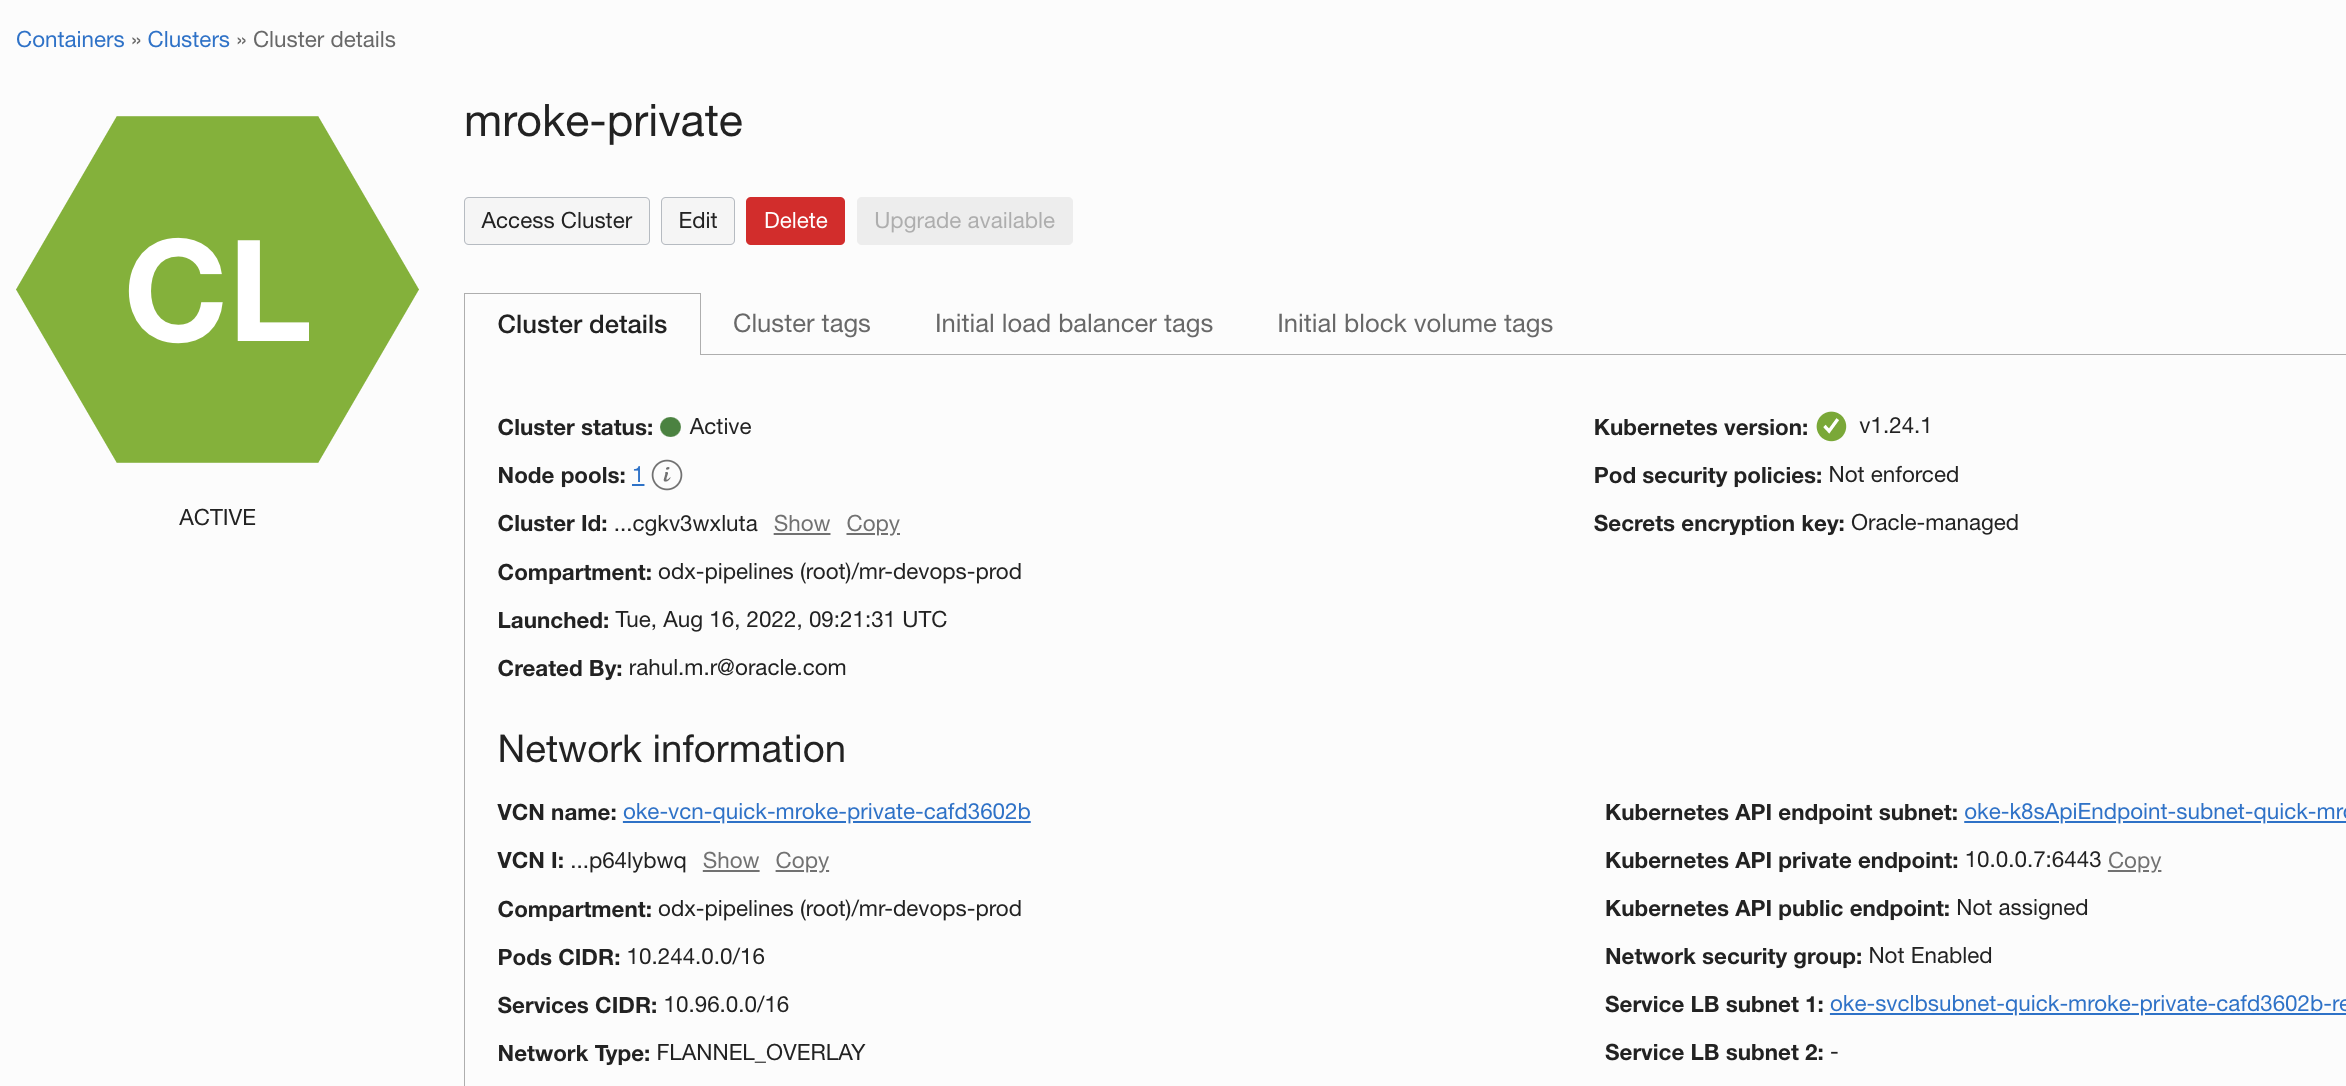 Containers » Clusters » Cluster details
CL
ACTIVE
mroke-private
Access Cluster Edit Delete Upgrade available
Cluster details Cluster tags Initial load balancer tags Initial block volume tags
Cluster status: Active
Node pools: 1 i
Cluster Id: ...cgkv3wxluta Show Copy
Compartment: odx-pipelines (root)/mr-devops-prod
Launched: Tue, Aug 16, 2022, 09:21:31 UTC
Created By: rahul.m.r@oracle.com
Kubernetes version: v1.24.1
Pod security policies: Not enforced
Secrets encryption key: Oracle-managed
Network information
VCN name: oke-vcn-quick-mroke-private-cafd3602b
VCN I: ...p64lybwq Show Copy
Compartment: odx-pipelines (root)/mr-devops-prod
Pods CIDR: 10.244.0.0/16
Services CIDR: 10.96.0.0/16
Network Type: FLANNEL_OVERLAY
Kubernetes API endpoint subnet: oke-k8sApiEndpoint-subnet-quick-mro
Kubernetes API private endpoint: 10.0.0.7:6443 Copy
Kubernetes API public endpoint: Not assigned
Network security group: Not Enabled
Service LB subnet 1: oke-svclbsubnet-quick-mroke-private-cafd3602b-re
Service LB subnet 2: -